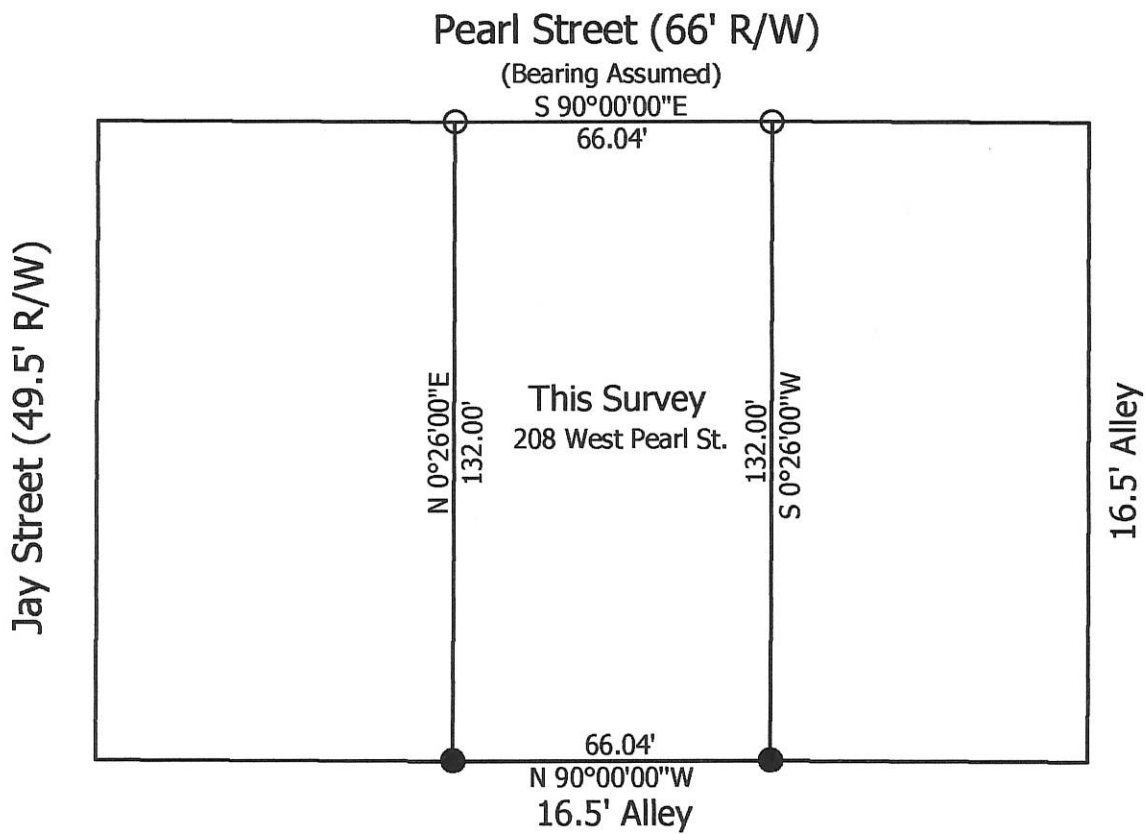 Pearl Street (66' R/W)
(Bearing Assumed)
S 90°00'00"E
66.04'
Jay Street (49.5' R/W)
N 0°26'00"E
132.00'
This Survey
208 West Pearl St.
132.00'
S 0°26'00"W
16.5' Alley
66.04'
N 90°00'00"W
16.5' Alley